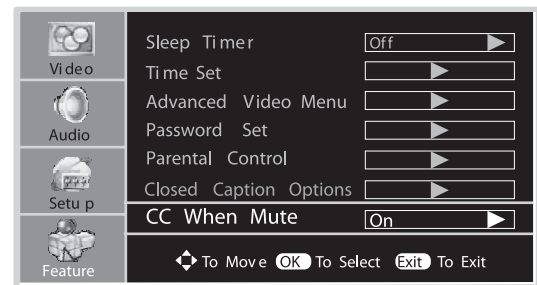 Video
Audio
Setup
Feature
Sleep Timer Off
Time Set
Advanced Video Menu
Password Set
Parental Control
Closed Caption Options
CC When Mute On
To Move OK To Select Exit To Exit